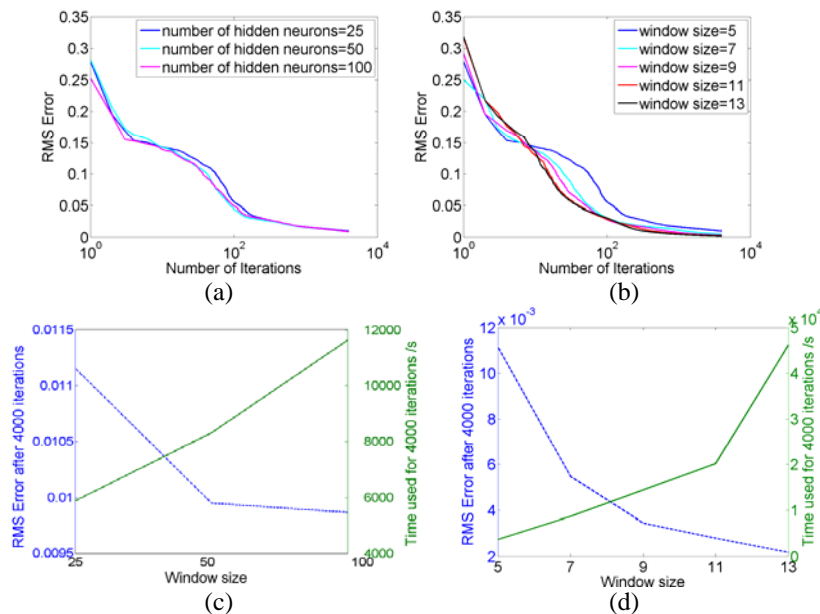 0.35
0.3
0.25
0.2
0.15
0.1
0.05
0
RMS Error
number of hidden neurons=25
number of hidden neurons=50
number of hidden neurons=100
10^0
10^2
10^4
Number of Iterations
(a)
0.35
0.3
0.25
0.2
0.15
0.1
0.05
0
RMS Error
window size=5
window size=7
window size=9
window size=11
window size=13
10^0
10^2
10^4
Number of Iterations
(b)
0.0115
0.011
0.0105
0.01
0.0095
RMS Error after 4000 iterations
12000
10000
8000
6000
4000
Time used for 4000 iterations /s
25
50
100
Window size
(c)
12 x 10^-3
10
8
6
4
2
RMS Error after 4000 iterations
5 x 10^4
4
3
2
1
0
Time used for 4000 iterations /s
5
7
9
11
13
Window size
(d)